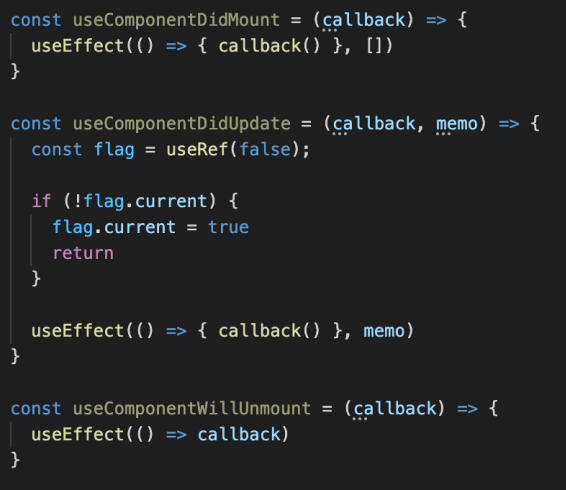 const useComponentDidMount = (callback) => {
  useEffect(() => { callback() }, [])
}

const useComponentDidUpdate = (callback, memo) => {
  const flag = useRef(false);

  if (!flag.current) {
    flag.current = true
    return
  }

  useEffect(() => { callback() }, memo)
}

const useComponentWillUnmount = (callback) => {
  useEffect(() => callback)
}